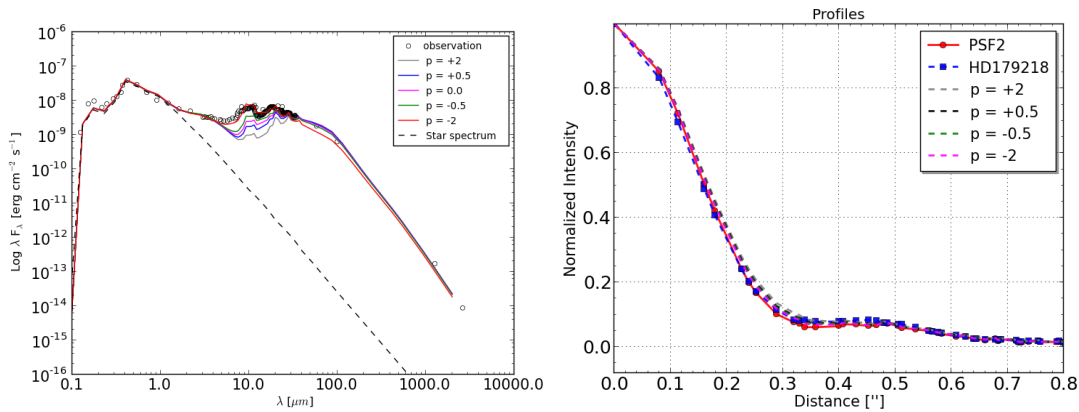 10^-6
10^-7
10^-8
10^-9
10^-10
10^-11
10^-12
10^-13
10^-14
10^-15
10^-16
Log λ F_λ [erg cm^-2 s^-1]
0.1
1.0
10.0
100.0
1000.0
10000.0
λ [μm]
observation
p = +2
p = +0.5
p = 0.0
p = -0.5
p = -2
Star spectrum
Profiles
0.8
0.6
0.4
0.2
0.0
Normalized Intensity
0.0
0.1
0.2
0.3
0.4
0.5
0.6
0.7
0.8
Distance ['']
PSF2
HD179218
p = +2
p = +0.5
p = -0.5
p = -2